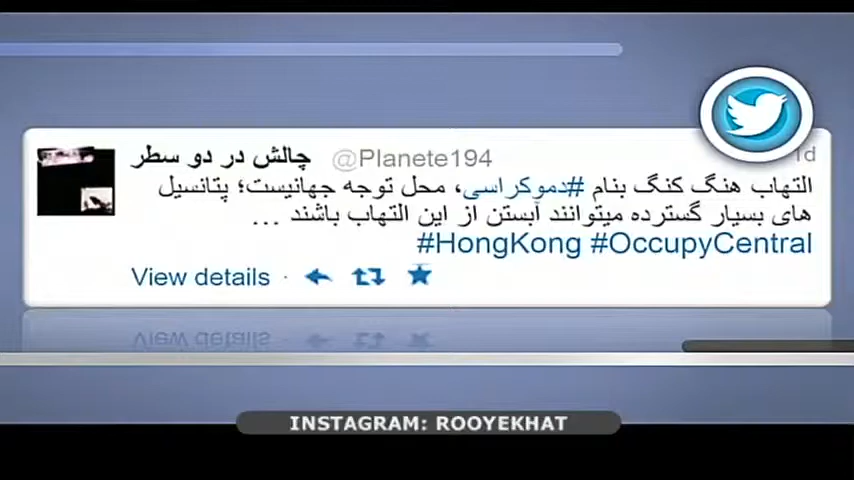 چالش در دو سطر @Planete194
1d
التهاب هنگ کنگ بنام #دموکراسی، محل توجه جهانیست؛ پتانسیل
های بسیار گسترده میتوانند آبستن از این التهاب باشند ...
#HongKong #OccupyCentral
View details ·
INSTAGRAM: ROOYEKHAT